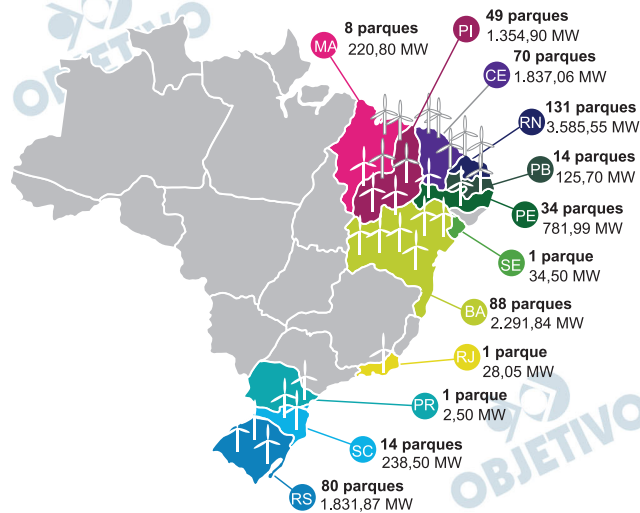 OBJETIVO
MA
8 parques
220,80 MW
PI
49 parques
1.354,90 MW
CE
70 parques
1.837,06 MW
RN
131 parques
3.585,55 MW
PB
14 parques
125,70 MW
PE
34 parques
781,99 MW
SE
1 parque
34,50 MW
BA
88 parques
2.291,84 MW
RJ
1 parque
28,05 MW
PR
1 parque
2,50 MW
SC
14 parques
238,50 MW
RS
80 parques
1.831,87 MW
OBJETIVO